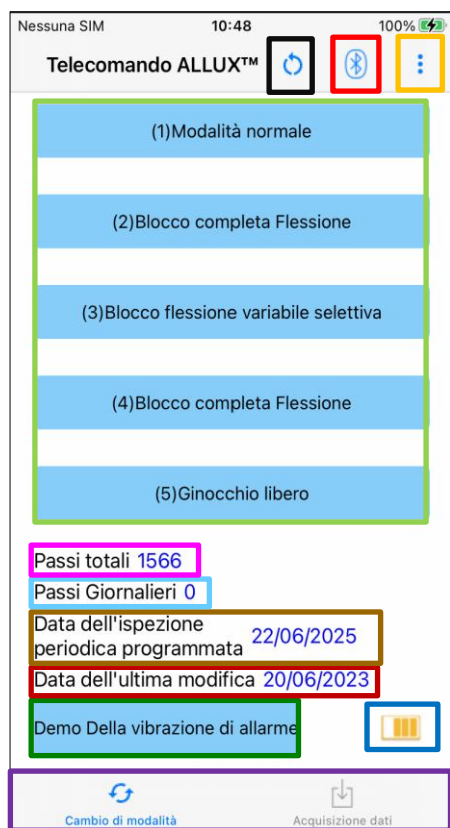 Nessuna SIM 10:48 100%
Telecomando ALLUX™
(1)Modalità normale
(2)Blocco completa Flessione
(3)Blocco flessione variabile selettiva
(4)Blocco completa Flessione
(5)Ginocchio libero
Passi totali 1566
Passi Giornalieri 0
Data dell'ispezione
periodica programmata 22/06/2025
Data dell'ultima modifica 20/06/2023
Demo Della vibrazione di allarme
Cambio di modalità Acquisizione dati